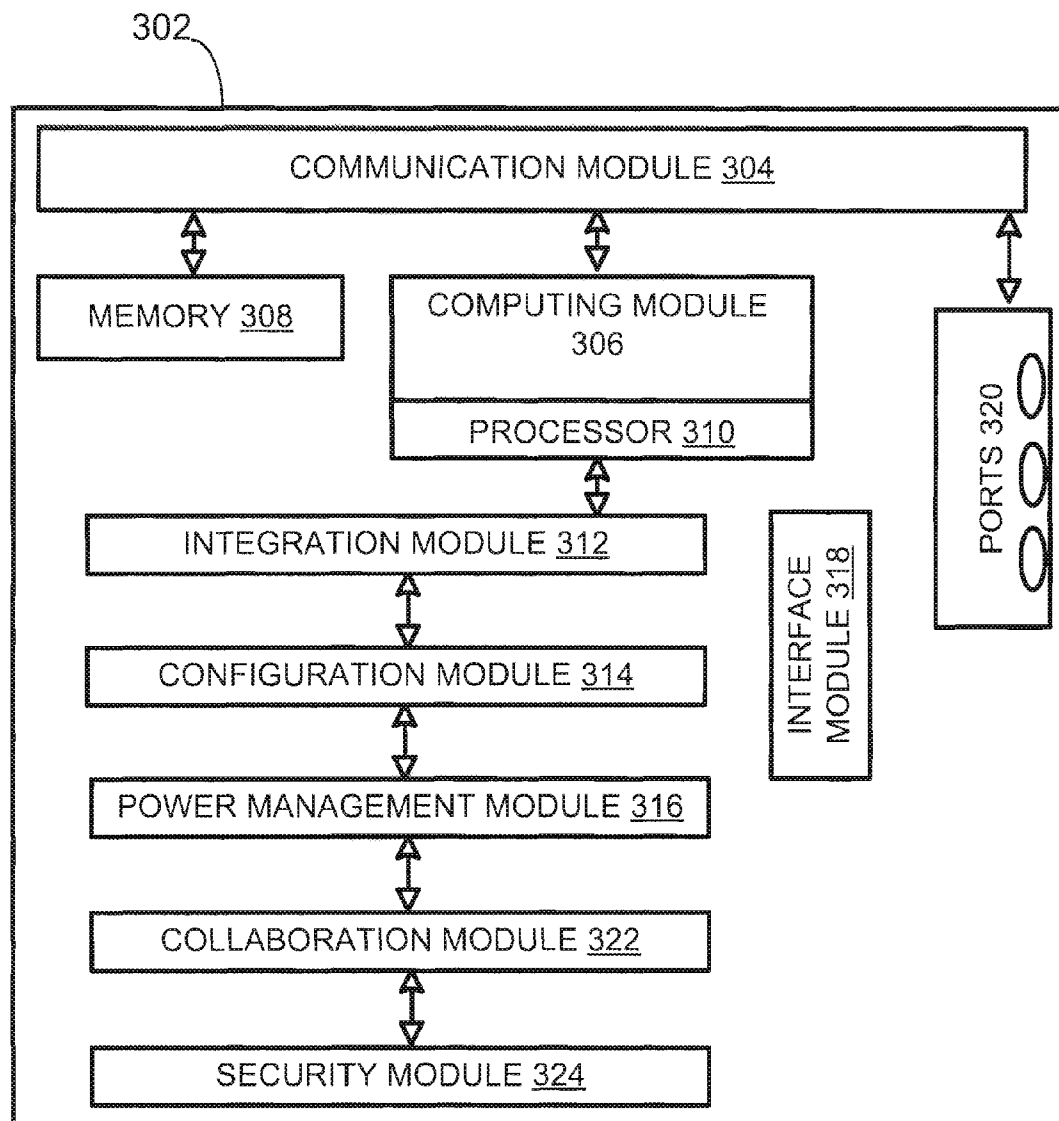 302
COMMUNICATION MODULE 304
MEMORY 308
COMPUTING MODULE
306
PROCESSOR 310
PORTS 320
INTEGRATION MODULE 312
INTERFACE
MODULE 318
CONFIGURATION MODULE 314
POWER MANAGEMENT MODULE 316
COLLABORATION MODULE 322
SECURITY MODULE 324